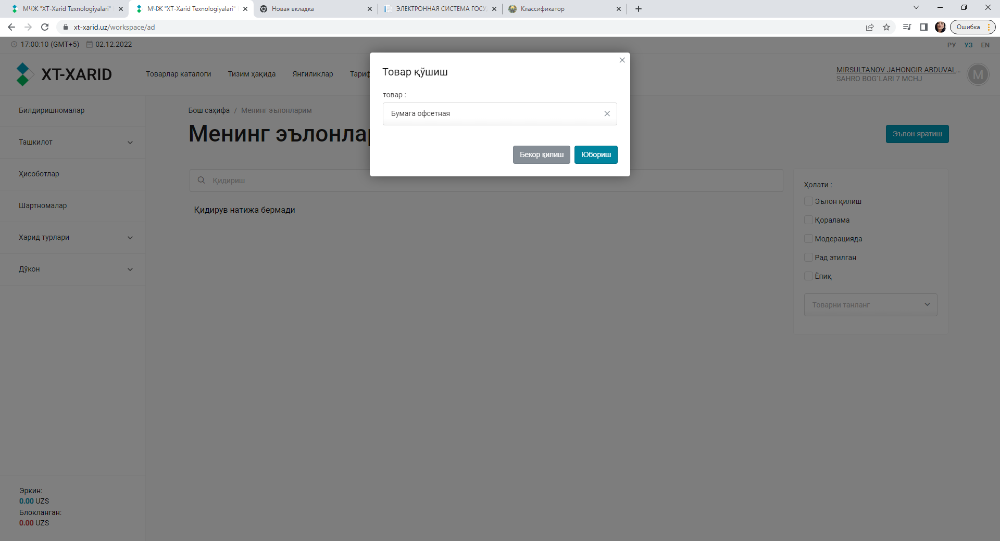 МЧЖ "XT-Xarid Texnologiyalari"
МЧЖ "XT-Xarid Texnologiyalari"
Новая вкладка
ЭЛЕКТРОННАЯ СИСТЕМА ГОСУ
Классификатор
xt-xarid.uz/workspace/ad
Ошибка
17:00:10 (GMT+5)
02.12.2022
РУ
УЗ
EN
XT-XARID
Товарлар каталоги
Тизим ҳақида
Янгиликлар
Тариф
MIRSULTANOV JAHONGIR ABDUVAL...
SAHRO BOG`LARI 7 MCHJ
M
Товар қўшиш
товар :
Бумага офсетная
Бекор қилиш
Юбориш
Билдиришномалар
Ташкилот
Ҳисоботлар
Шартномалар
Харид турлари
Дўкон
Бош саҳифа / Менинг эълонларим
Менинг эълонлар
Эълон яратиш
Қидириш
Қидирув натижа бермади
Ҳолати :
Эълон қилиш
Қоралама
Модерацияда
Рад этилган
Ёпиқ
Товарни танланг
Эркин:
0.00 UZS
Блокланган:
0.00 UZS